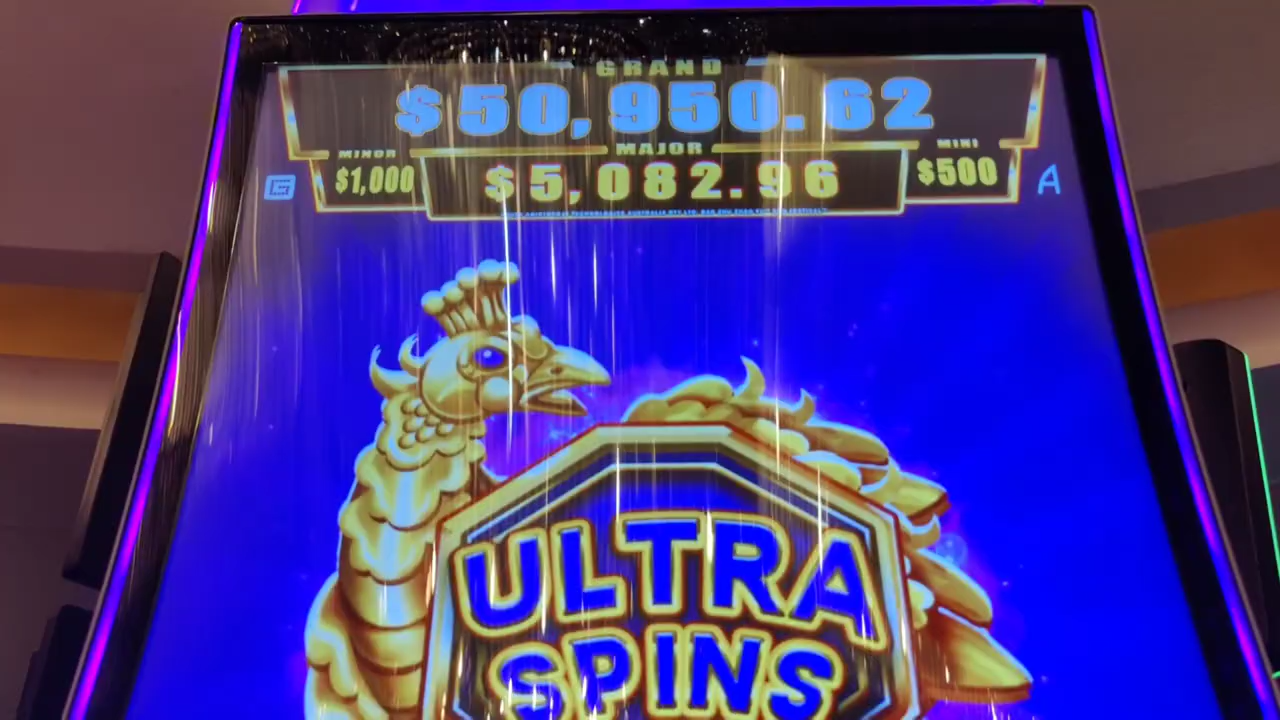 GRAND
$50,950.62
MINOR
$1,000
MAJOR
$5,082.96
MINI
$500
G
A
ULTRA
SPINS